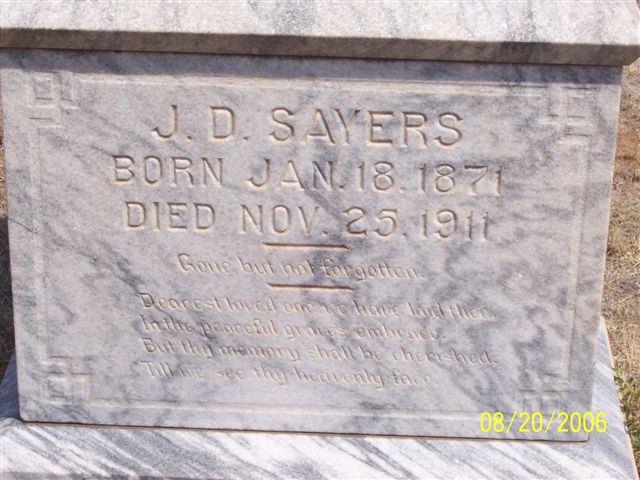 J. D. SAYERS
BORN JAN. 18. 1871
DIED NOV. 25. 1911
Gone but not forgotten.
Dearest loved one we have laid thee.
In the peaceful graves embrace.
But thy memory shall be cherished.
Till we see thy heavenly face.
08/20/2006